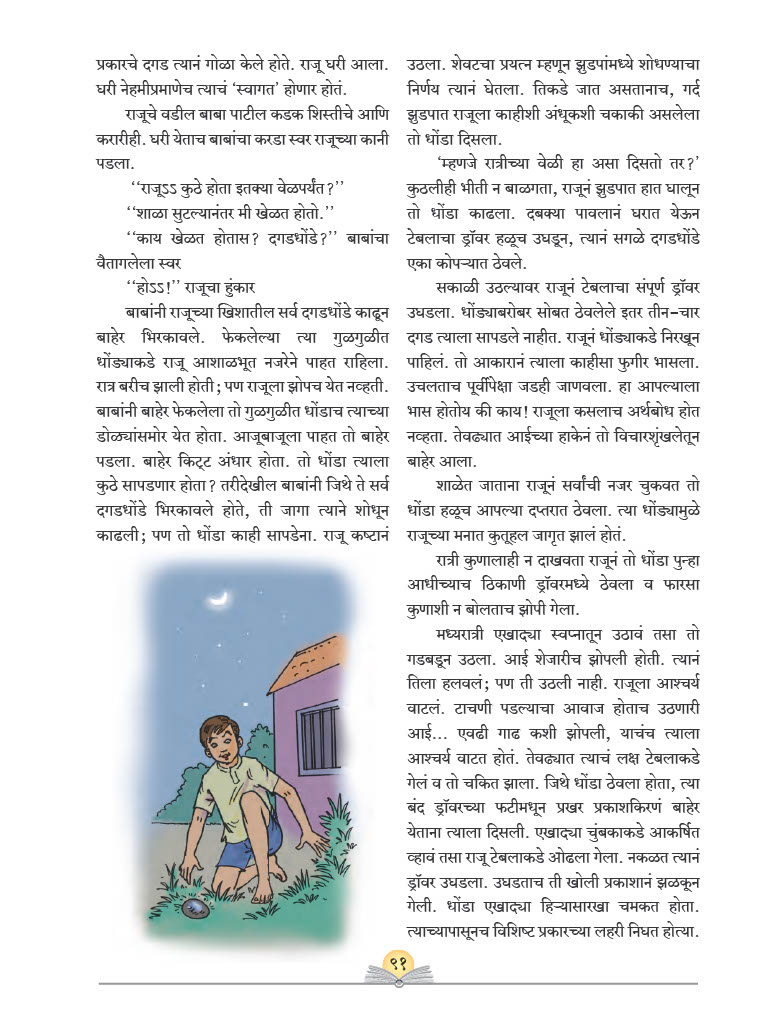 प्रकारचे दगड त्यानं गोळा केले होते. राजू घरी आला.
घरी नेहमीप्रमाणेच त्याचं ‘स्वागत’ होणार होतं.
राजूचे वडील बाबा पाटील कडक शिस्तीचे आणि
करारीही. घरी येताच बाबांचा करडा स्वर राजूच्या कानी
पडला.
‘‘राजूऽऽ कुठे होता इतक्या वेळपर्यंत?’’
‘‘शाळा सुटल्यानंतर मी खेळत होतो.’’
‘‘काय खेळत होतास? दगडधोंडे?’’ बाबांचा
वैतागलेला स्वर
‘‘होऽऽ!’’ राजूचा हुंकार
बाबांनी राजूच्या खिशातील सर्व दगडधोंडे काढून
बाहेर भिरकावले. फेकलेल्या त्या गुळगुळीत
धोंड्याकडे राजू आशाळभूत नजरेने पाहत राहिला.
रात्र बरीच झाली होती; पण राजूला झोपच येत नव्हती.
बाबांनी बाहेर फेकलेला तो गुळगुळीत धोंडाच त्याच्या
डोळ्यांसमोर येत होता. आजूबाजूला पाहत तो बाहेर
पडला. बाहेर किट्‌ट अंधार होता. तो धोंडा त्याला
कुठे सापडणार होता? तरीदेखील बाबांनी जिथे ते सर्व
दगडधोंडे भिरकावले होते, ती जागा त्याने शोधून
काढली; पण तो धोंडा काही सापडेना. राजू कष्टानं
उठला. शेवटचा प्रयत्न म्हणून झुडपांमध्ये शोधण्याचा
निर्णय त्यानं घेतला. तिकडे जात असतानाच, गर्द
झुडपात राजूला काहीशी अंधूकशी चकाकी असलेला
तो धोंडा दिसला.
‘म्हणजे रात्रीच्या वेळी हा असा दिसतो तर?’
कुठलीही भीती न बाळगता, राजूनं झुडपात हात घालून
तो धोंडा काढला. दबक्या पावलानं घरात येऊन
टेबलाचा ड्रॉवर हळूच उघडून, त्यानं सगळे दगडधोंडे
एका कोपऱ्यात ठेवले.
सकाळी उठल्यावर राजूनं टेबलाचा संपूर्ण ड्रॉवर
उघडला. धोंड्याबरोबर सोबत ठेवलेले इतर तीन-चार
दगड त्याला सापडले नाहीत. राजूनं धोंड्याकडे निरखून
पाहिलं. तो आकारानं त्याला काहीसा फुगीर भासला.
उचलताच पूर्वीपेक्षा जडही जाणवला. हा आपल्याला
भास होतोय की काय! राजूला कसलाच अर्थबोध होत
नव्हता. तेवढ्यात आईच्या हाकेनं तो विचारशृंखलेतून
बाहेर आला.
शाळेत जाताना राजूनं सर्वांची नजर चुकवत तो
धोंडा हळूच आपल्या दप्तरात ठेवला. त्या धोंड्यामुळे
राजूच्या मनात कुतूहल जागृत झालं होतं.
रात्री कुणालाही न दाखवता राजूनं तो धोंडा पुन्हा
आधीच्याच ठिकाणी ड्रॉवरमध्ये ठेवला व फारसा
कुणाशी न बोलताच झोपी गेला.
मध्यरात्री एखाद्या स्वप्नातून उठावं तसा तो
गडबडून उठला. आई शेजारीच झोपली होती. त्यानं
तिला हलवलं; पण ती उठली नाही. राजूला आश्चर्य
वाटलं. टाचणी पडल्याचा आवाज होताच उठणारी
आई... एवढी गाढ कशी झोपली, याचंच त्याला
आश्चर्य वाटत होतं. तेवढ्यात त्याचं लक्ष टेबलाकडे
गेलं व तो चकित झाला. जिथे धोंडा ठेवला होता, त्या
बंद ड्रॉवरच्या फटीमधून प्रखर प्रकाशकिरणं बाहेर
येताना त्याला दिसली. एखाद्या चुंबकाकडे आकर्षित
व्हावं तसा राजू टेबलाकडे ओढला गेला. नकळत त्यानं
ड्रॉवर उघडला. उघडताच ती खोली प्रकाशानं झळकून
गेली. धोंडा एखाद्या हिऱ्यासारखा चमकत होता.
त्याच्यापासूनच विशिष्ट प्रकारच्या लहरी निघत होत्या.
९१